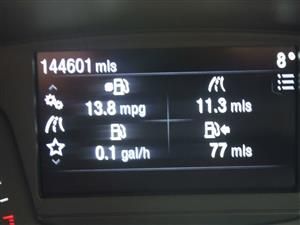 144601 mls
8°
13.8 mpg
11.3 mls
0.1 gal/h
77 mls